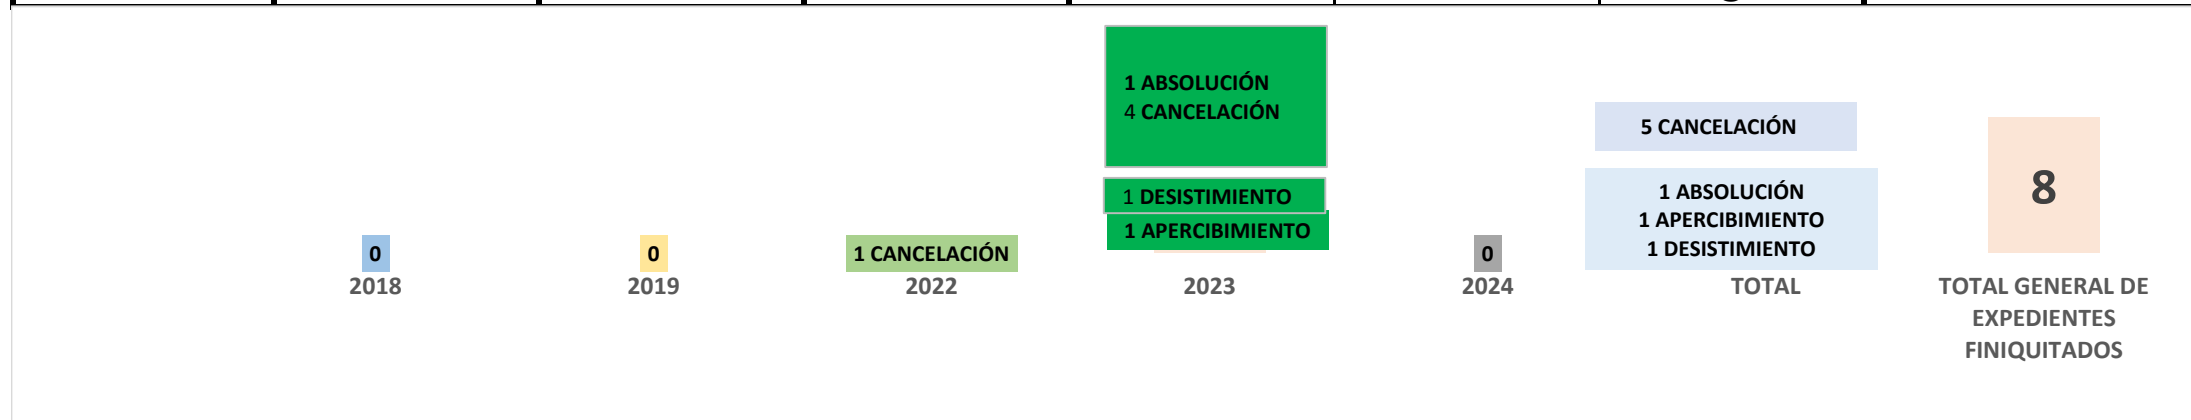 1 ABSOLUCIÓN
4 CANCELACIÓN
1 DESISTIMIENTO
1 APERCIBIMIENTO
5 CANCELACIÓN
1 ABSOLUCIÓN
1 APERCIBIMIENTO
1 DESISTIMIENTO
8
0
0
1 CANCELACIÓN
0
2018
2019
2022
2023
2024
TOTAL
TOTAL GENERAL DE
EXPEDIENTES
FINIQUITADOS